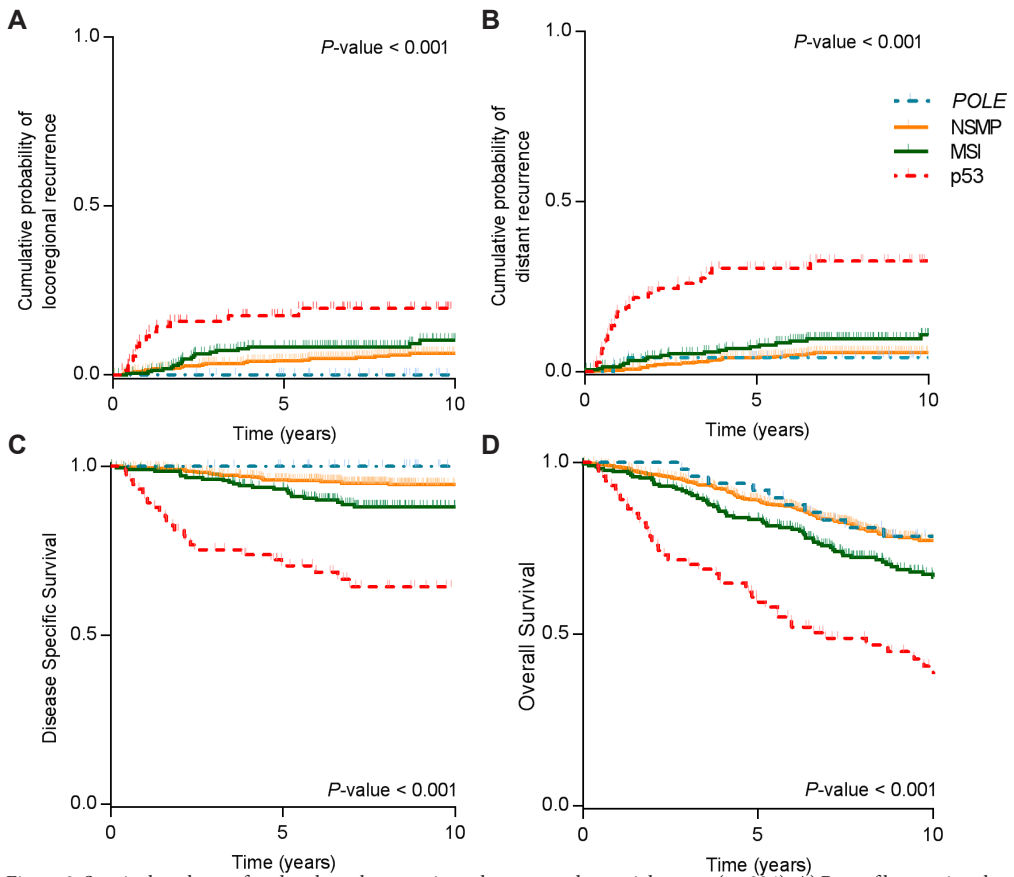 A
1.0
P-value < 0.001
Cumulative probability of
locoregional recurrence
0.5
0.0
0
5
10
Time (years)
B
1.0
P-value < 0.001
Cumulative probability of
distant recurrence
0.5
0.0
0
5
10
Time (years)
POLE
NSMP
MSI
p53
C
1.0
Disease Specific Survival
0.5
0.0
P-value < 0.001
0
5
10
Time (years)
D
1.0
Overall Survival
0.5
0.0
P-value < 0.001
0
5
10
Time (years)